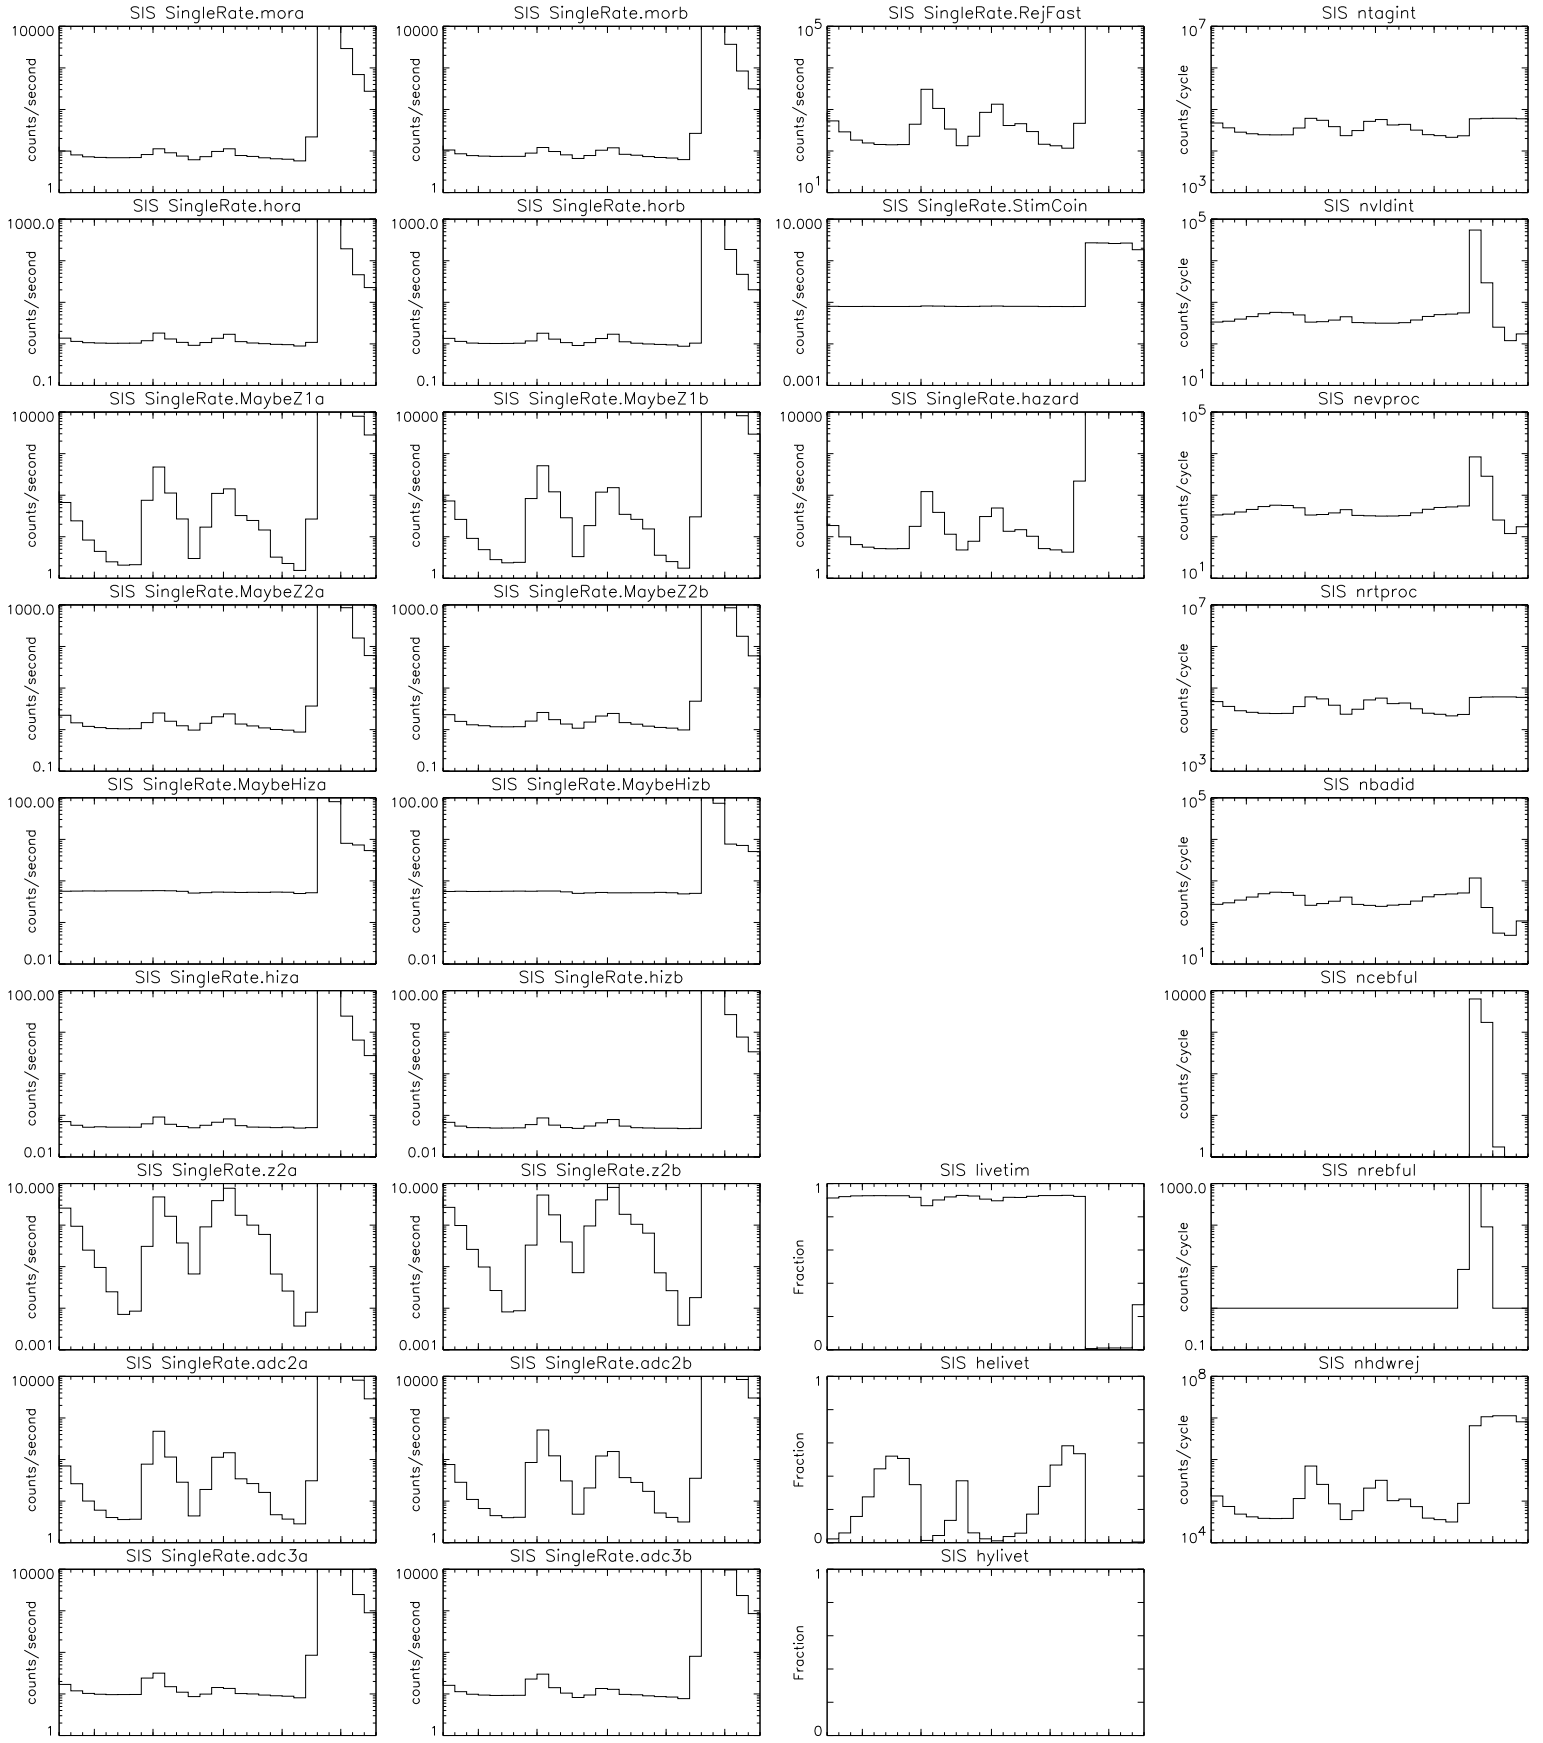 SIS SingleRate.mora
10000
counts/second
1
SIS SingleRate.morb
10000
counts/second
1
SIS SingleRate.RejFast
10^5
counts/second
10^1
SIS ntagint
10^7
counts/cycle
10^3
SIS SingleRate.hora
1000.0
counts/second
0.1
SIS SingleRate.horb
1000.0
counts/second
0.1
SIS SingleRate.StimCoin
10.000
counts/second
0.001
SIS nvldint
10^5
counts/cycle
10^1
SIS SingleRate.MaybeZ1a
10000
counts/second
1
SIS SingleRate.MaybeZ1b
10000
counts/second
1
SIS SingleRate.hazard
10000
counts/second
1
SIS nevproc
10^5
counts/cycle
10^1
SIS SingleRate.MaybeZ2a
1000.0
counts/second
0.1
SIS SingleRate.MaybeZ2b
1000.0
counts/second
0.1
SIS nrtproc
10^7
counts/cycle
10^3
SIS SingleRate.MaybeHiza
100.00
counts/second
0.01
SIS SingleRate.MaybeHizb
100.00
counts/second
0.01
SIS nbadid
10^5
counts/cycle
10^1
SIS SingleRate.hiza
100.00
counts/second
0.01
SIS SingleRate.hizb
100.00
counts/second
0.01
SIS ncebful
10000
counts/cycle
1
SIS SingleRate.z2a
10.000
counts/second
0.001
SIS SingleRate.z2b
10.000
counts/second
0.001
SIS livetim
1
Fraction
0
SIS nrebful
1000.0
counts/cycle
0.1
SIS SingleRate.adc2a
10000
counts/second
1
SIS SingleRate.adc2b
10000
counts/second
1
SIS helivet
1
Fraction
0
SIS nhdwrej
10^8
counts/cycle
10^4
SIS SingleRate.adc3a
10000
counts/second
1
SIS SingleRate.adc3b
10000
counts/second
1
SIS hylivet
1
Fraction
0